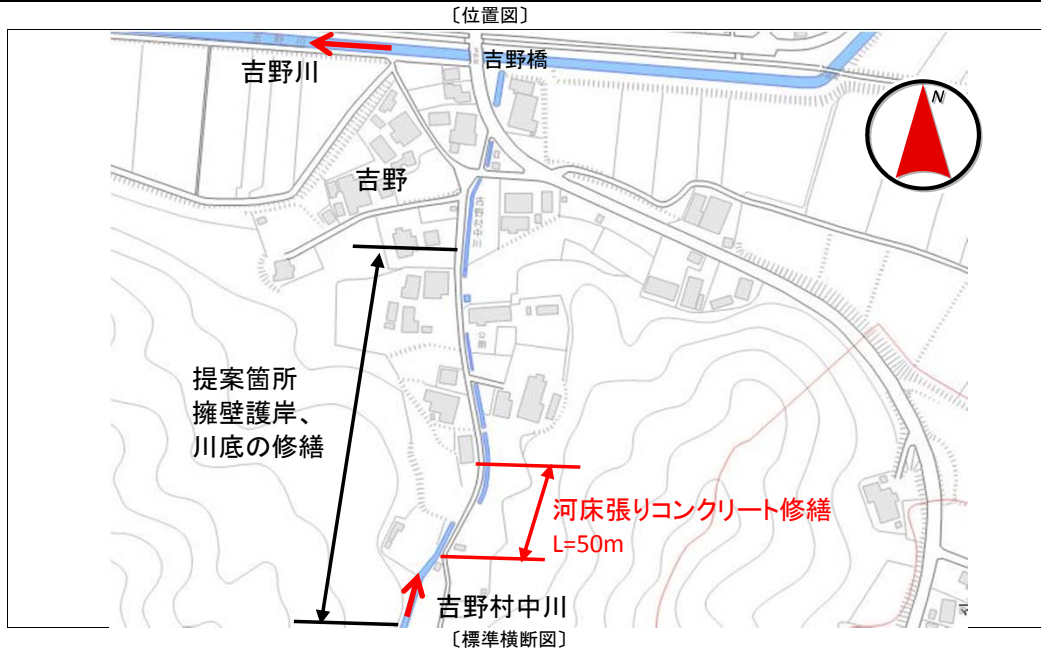 〔位置図〕
吉野川
吉野橋
N
吉野
吉野村中川
公園
提案箇所
擁壁護岸、
川底の修繕
河床張りコンクリート修繕
L=50m
吉野村中川
〔標準横断図〕